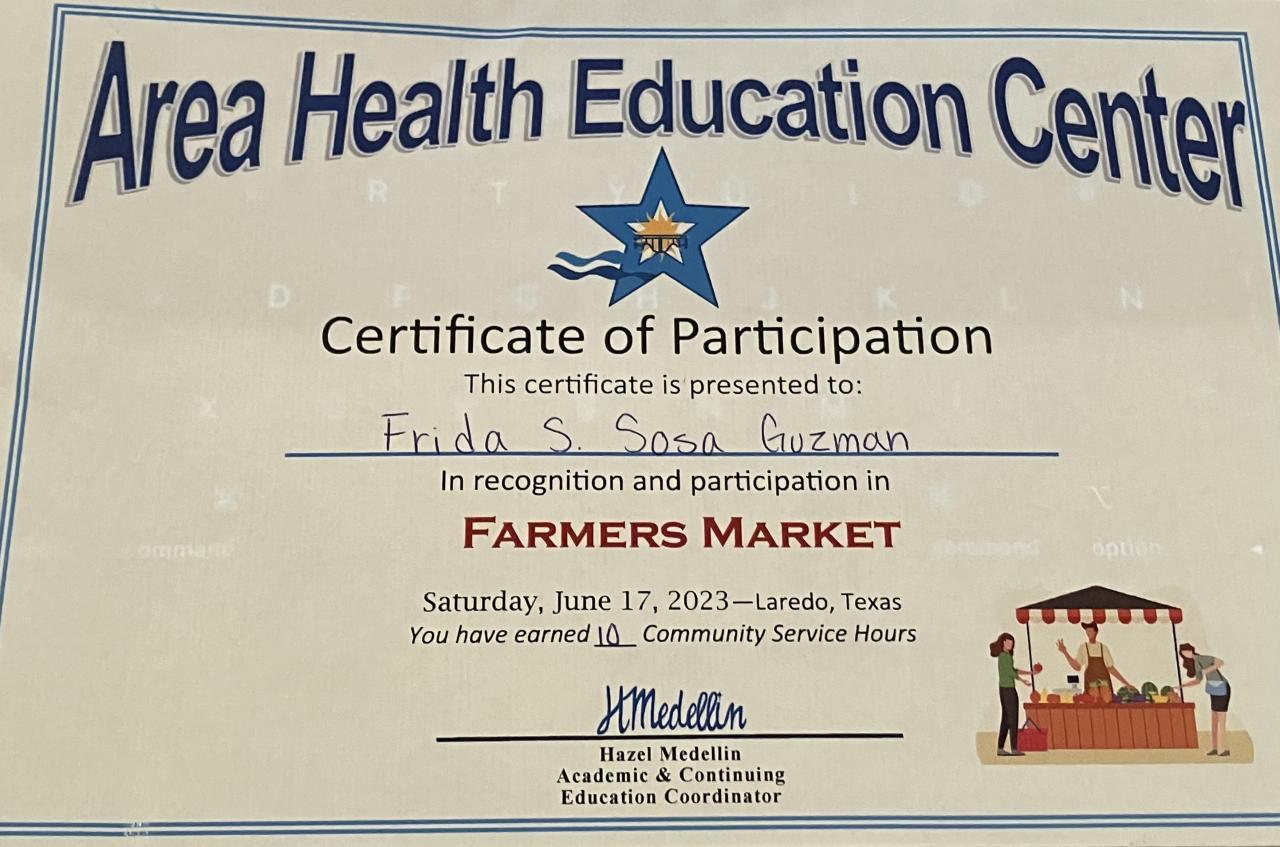 Area Health Education Center
Certificate of Participation
This certificate is presented to:
Frida S. Sosa Guzman
In recognition and participation in
FARMERS MARKET
Saturday, June 17, 2023—Laredo, Texas
You have earned 10 Community Service Hours
HMedellin
Hazel Medellin
Academic & Continuing
Education Coordinator